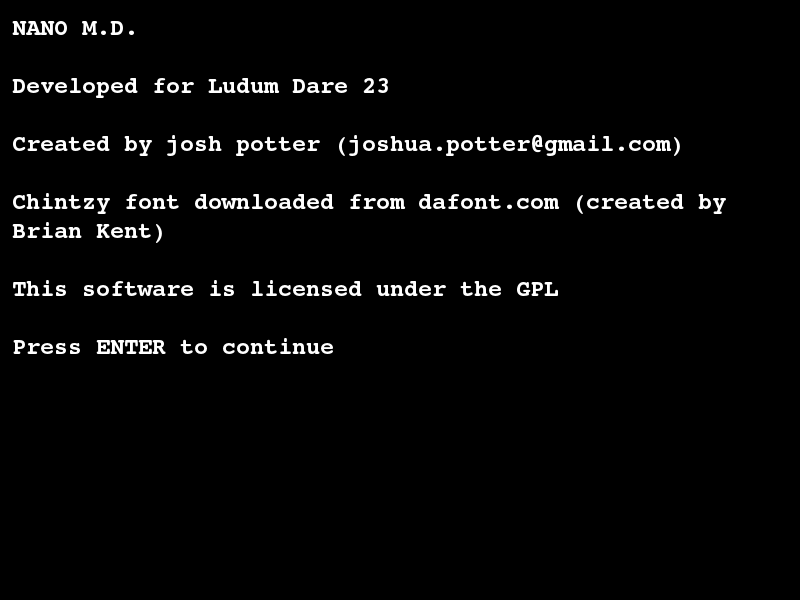 NANO M.D.
Developed for Ludum Dare 23
Created by josh potter (joshua.potter@gmail.com)
Chintzy font downloaded from dafont.com (created by
Brian Kent)
This software is licensed under the GPL
Press ENTER to continue